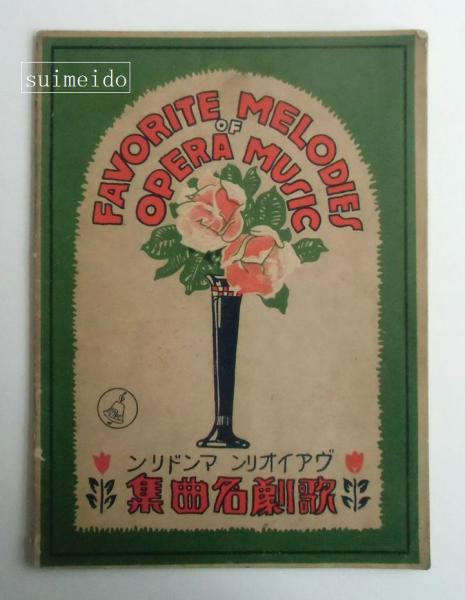 suimeido
FAVORITE MELODIES
OF
OPERA MUSIC
ヴアイオリン マンドリン
歌劇名曲集